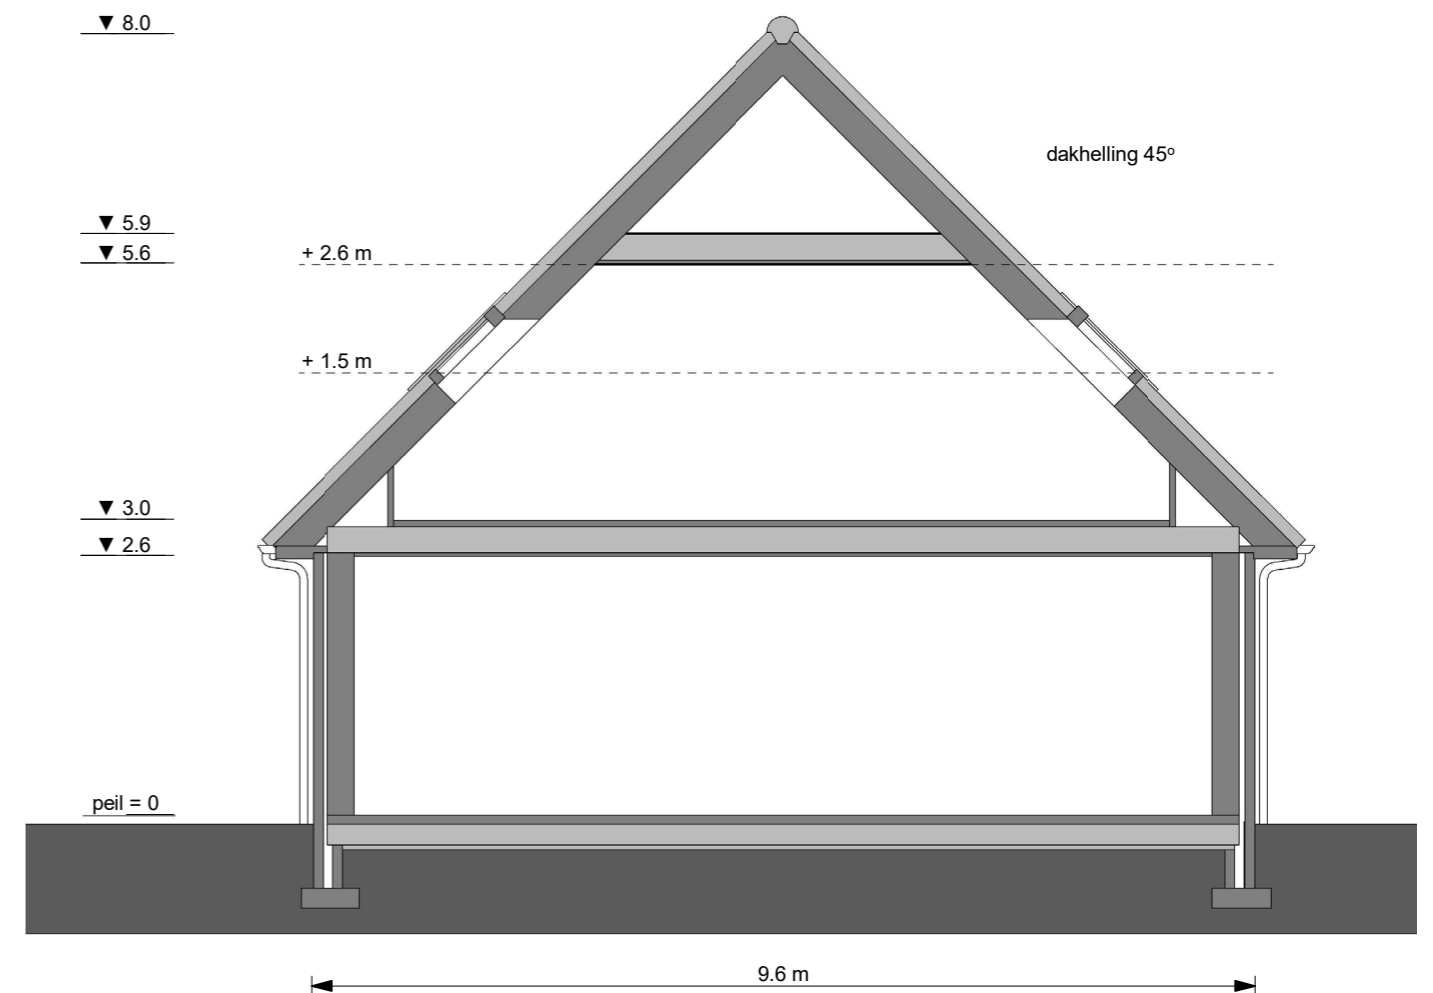 ▼ 8.0
dakhelling 45º
▼ 5.9
▼ 5.6
+ 2.6 m
+ 1.5 m
▼ 3.0
▼ 2.6
peil = 0
9.6 m